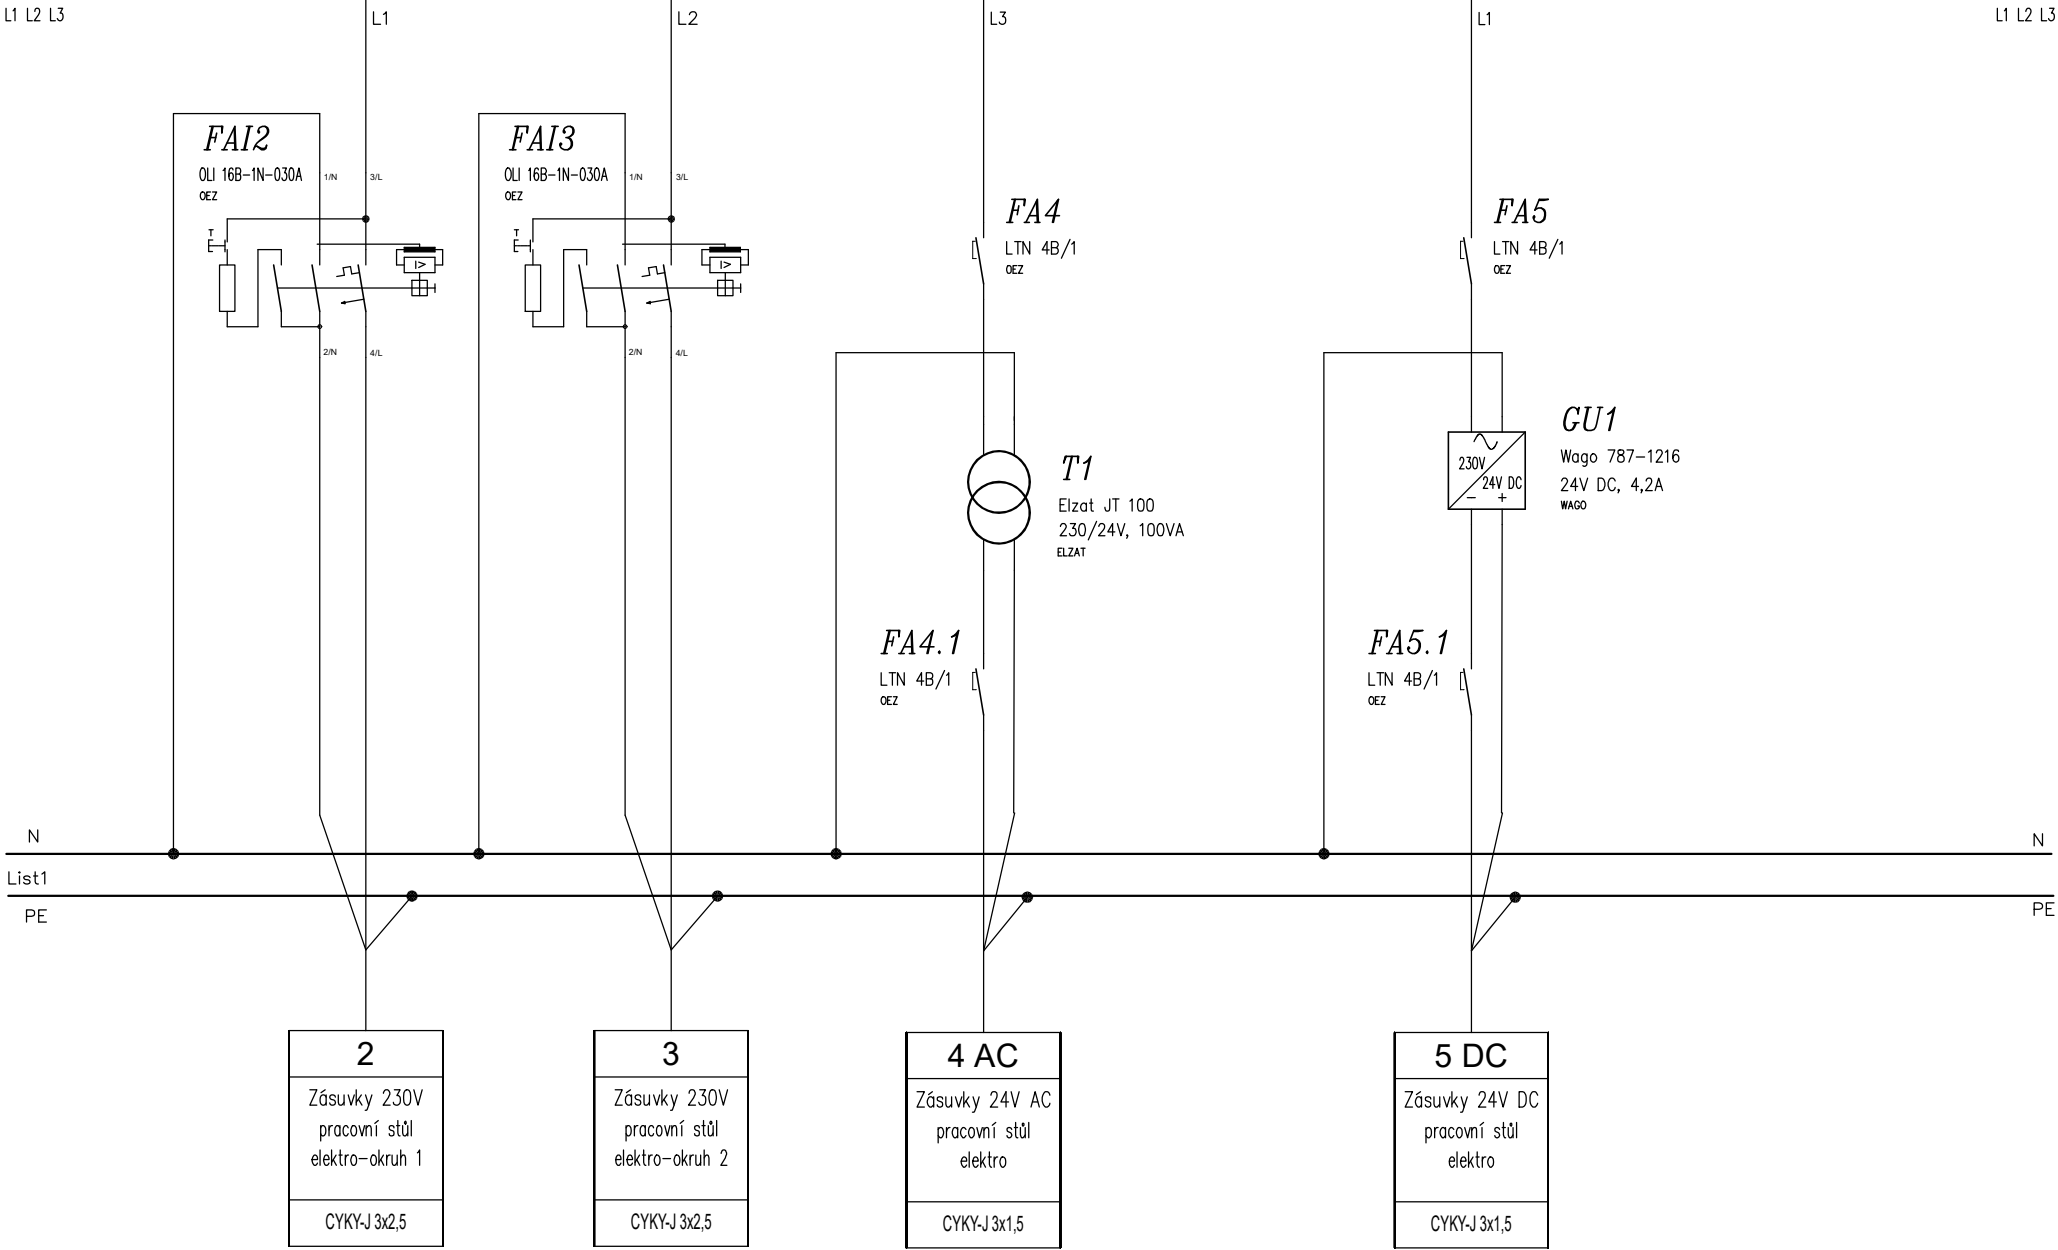 L1 L2 L3
L1
L2
L3
L1
L1 L2 L3
FAI2
OLI 16B-1N-030A
OEZ
1/N
3/L
T
I>
2/N
4/L
FAI3
OLI 16B-1N-030A
OEZ
1/N
3/L
T
I>
2/N
4/L
FA4
LTN 4B/1
OEZ
FA5
LTN 4B/1
OEZ
T1
Elzat JT 100
230/24V, 100VA
ELZAT
230V
24V DC
- +
GU1
Wago 787-1216
24V DC, 4,2A
WAGO
FA4.1
LTN 4B/1
OEZ
FA5.1
LTN 4B/1
OEZ
N
N
List1
PE
PE
2
Zásuvky 230V
pracovní stůl
elektro-okruh 1
CYKY-J 3x2,5
3
Zásuvky 230V
pracovní stůl
elektro-okruh 2
CYKY-J 3x2,5
4 AC
Zásuvky 24V AC
pracovní stůl
elektro
CYKY-J 3x1,5
5 DC
Zásuvky 24V DC
pracovní stůl
elektro
CYKY-J 3x1,5